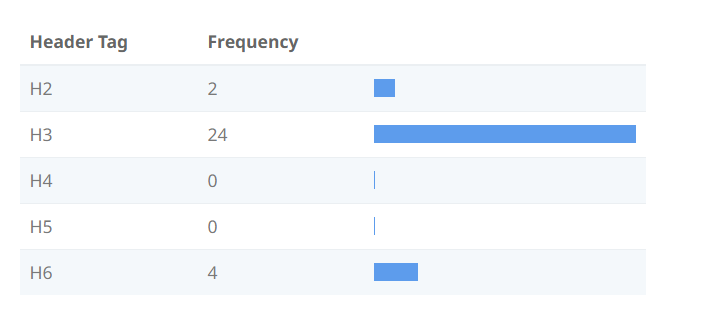 Header Tag Frequency
H2 2
H3 24
H4 0
H5 0
H6 4